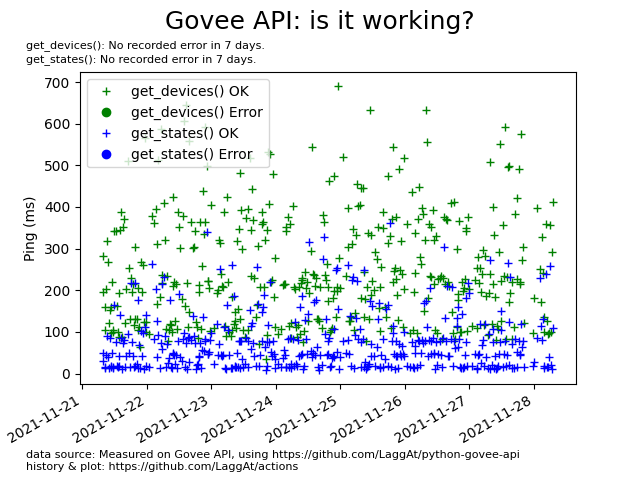 Govee API: is it working?
get_devices(): No recorded error in 7 days.
get_states(): No recorded error in 7 days.
get_devices() OK
get_devices() Error
get_states() OK
get_states() Error
700
600
500
400
300
200
100
0
Ping (ms)
2021-11-21
2021-11-22
2021-11-23
2021-11-24
2021-11-25
2021-11-26
2021-11-27
2021-11-28
data source: Measured on Govee API, using https://github.com/LaggAt/python-govee-api
history & plot: https://github.com/LaggAt/actions